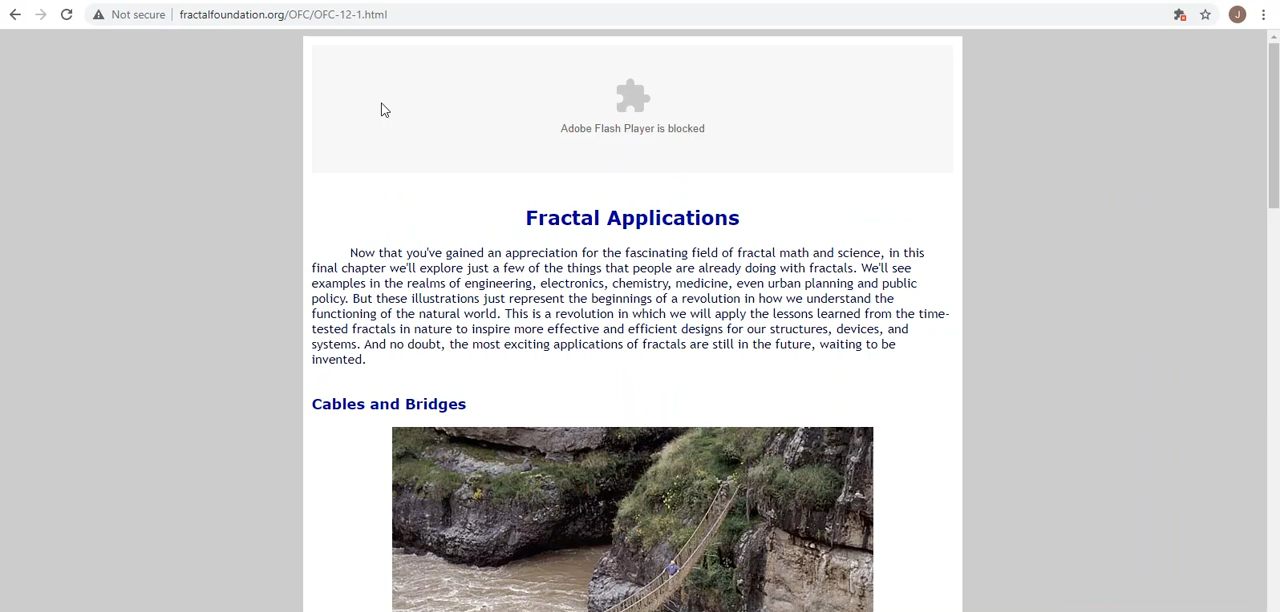 Not secure | fractalfoundation.org/OFC/OFC-12-1.html
J
Adobe Flash Player is blocked
Fractal Applications
Now that you've gained an appreciation for the fascinating field of fractal math and science, in this
final chapter we'll explore just a few of the things that people are already doing with fractals. We'll see
examples in the realms of engineering, electronics, chemistry, medicine, even urban planning and public
policy. But these illustrations just represent the beginnings of a revolution in how we understand the
functioning of the natural world. This is a revolution in which we will apply the lessons learned from the time-
tested fractals in nature to inspire more effective and efficient designs for our structures, devices, and
systems. And no doubt, the most exciting applications of fractals are still in the future, waiting to be
invented.
Cables and Bridges